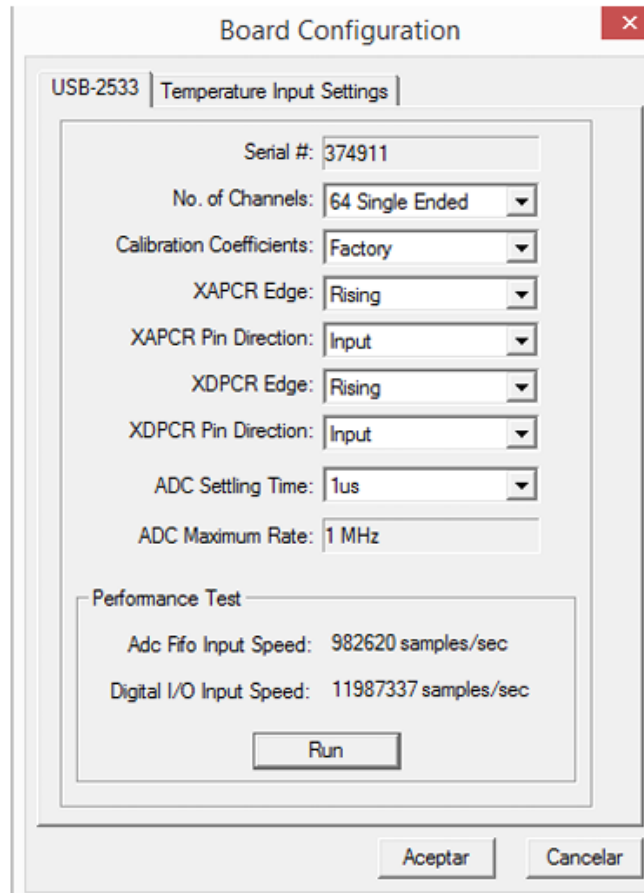 Board Configuration
USB-2533 Temperature Input Settings
Serial #: 374911
No. of Channels: 64 Single Ended
Calibration Coefficients: Factory
XAPCR Edge: Rising
XAPCR Pin Direction: Input
XDPCR Edge: Rising
XDPCR Pin Direction: Input
ADC Settling Time: 1us
ADC Maximum Rate: 1 MHz
Performance Test
Adc Fifo Input Speed: 982620 samples/sec
Digital I/O Input Speed: 11987337 samples/sec
Run
Aceptar Cancelar